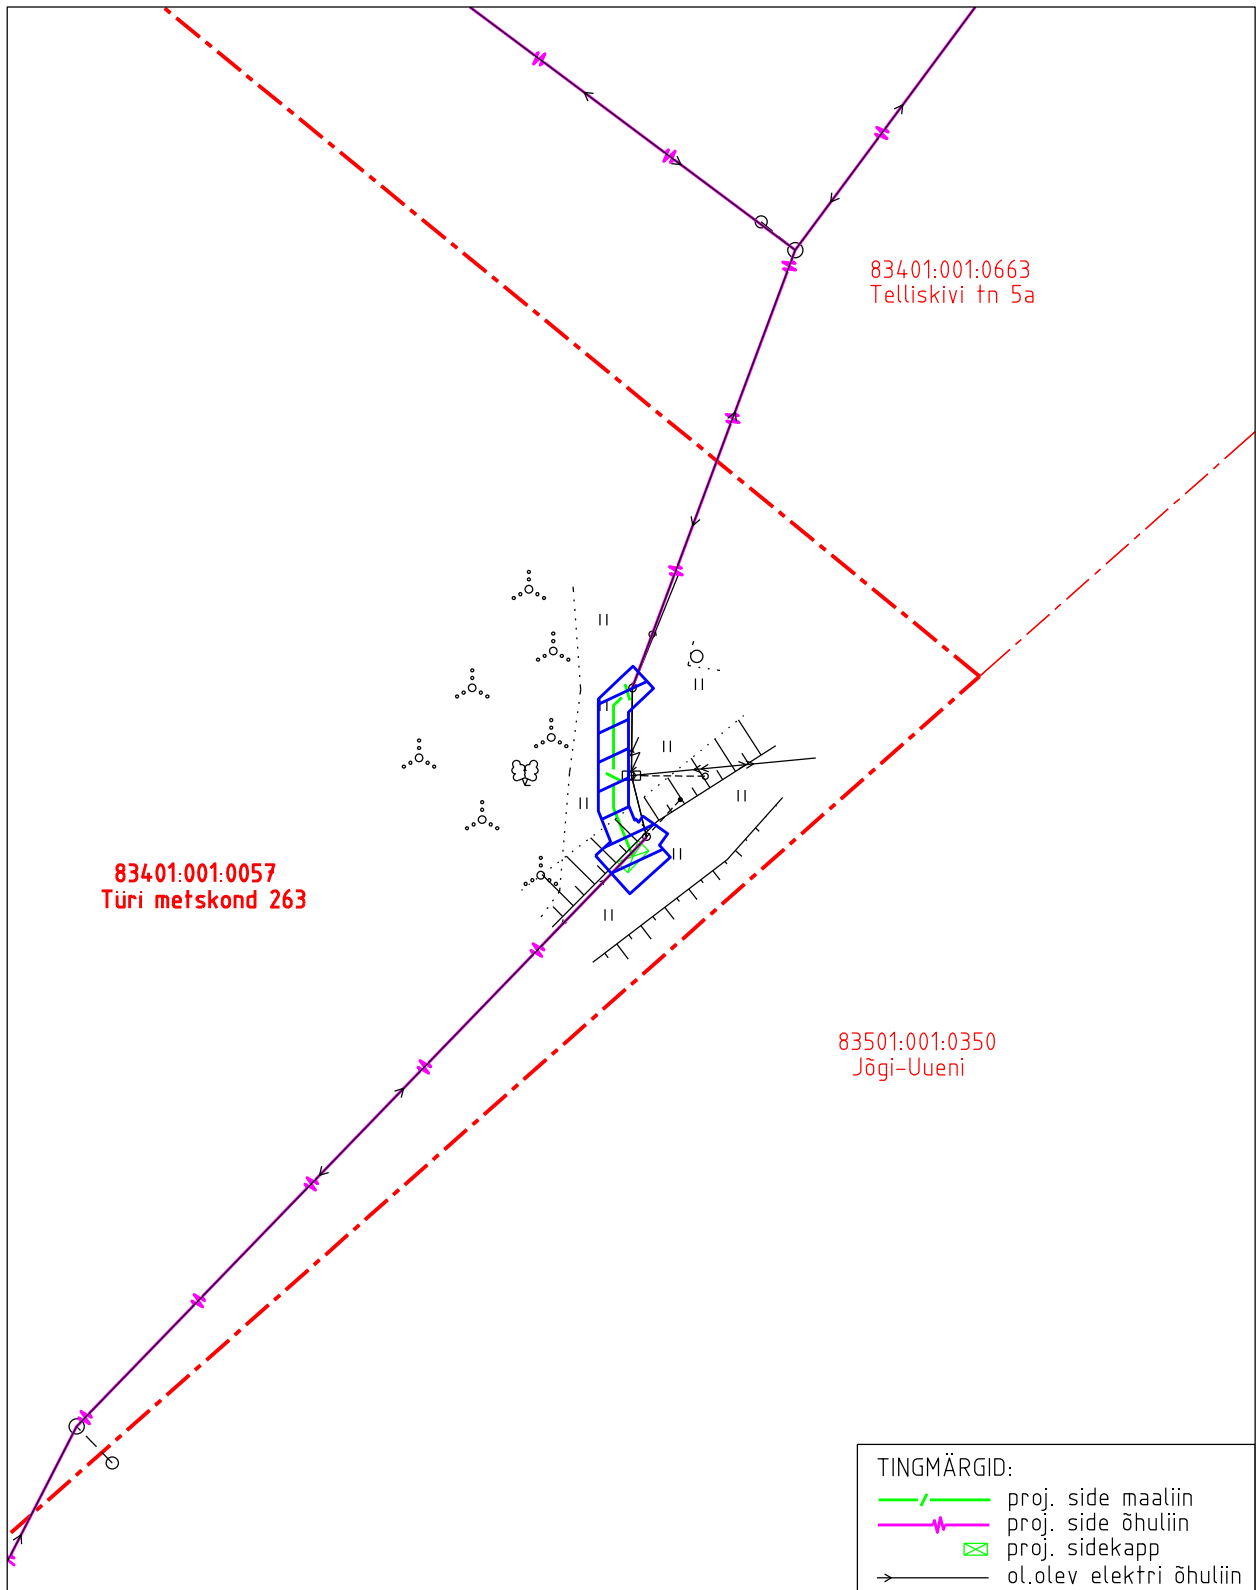 83401:001:0663
Telliskivi tn 5a
83401:001:0057
Türi metskond 263
83501:001:0350
Jõgi-Uueni
TINGMÄRGID:
proj. side maaliin
proj. side õhuliin
proj. sidekapp
ol.olev elektri õhuliin